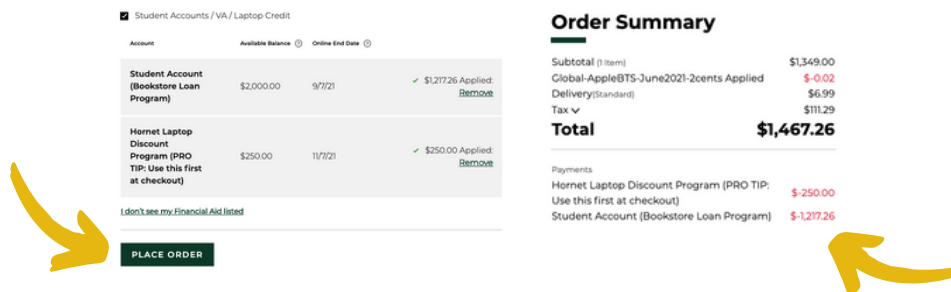 Student Accounts / VA / Laptop Credit
Account Available Balance ? Online End Date ?
Student Account
(Bookstore Loan
Program)
$2,000.00 9/7/21 ✓ $1,217.26 Applied:
Remove
Hornet Laptop
Discount
Program (PRO
TIP: Use this first
at checkout)
$250.00 11/7/21 ✓ $250.00 Applied:
Remove
I don't see my Financial Aid listed
PLACE ORDER
Order Summary
Subtotal (1 Item) $1,349.00
Global-AppleBTS-June2021-2cents Applied $-0.02
Delivery(Standard) $6.99
Tax $111.29
Total $1,467.26
Payments
Hornet Laptop Discount Program (PRO TIP: $-250.00
Use this first at checkout)
Student Account (Bookstore Loan Program) $-1,217.26